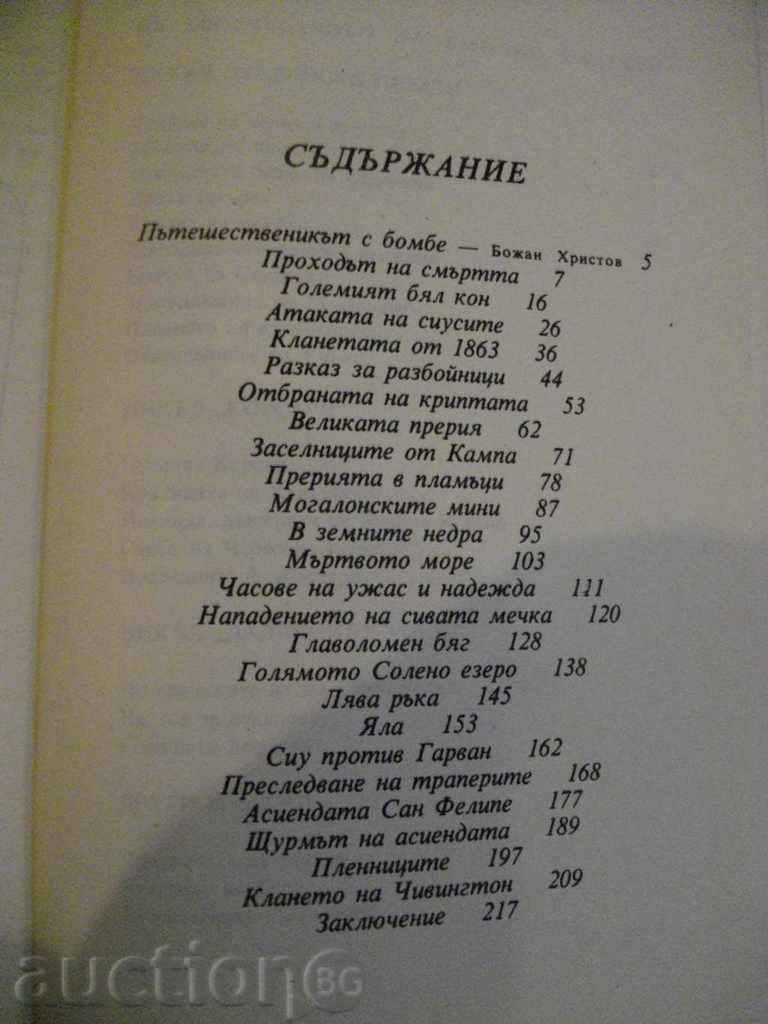 СЪДЪРЖАНИЕ
Пътешественикът с бомбе — Божан Христов 5
Проходът на смъртта 7
Големият бял кон 16
Атаката на сиусите 26
Кланетата от 1863 36
Разказ за разбойници 44
Отбраната на криптата 53
Великата прерия 62
Заселниците от Кампа 71
Прерията в пламъци 78
Могалонските мини 87
В земните недра 95
Мъртвото море 103
Часове на ужас и надежда 111
Нападението на сивата мечка 120
Главоломен бяг 128
Голямото Солено езеро 138
Лява ръка 145
Яла 153
Сиу против Гарван 162
Преследване на траперите 168
Асиендата Сан Фелипе 177
Щурмът на асиендата 189
Пленниците 197
Клането на Чивингтон 209
Заключение 217
auctionBG